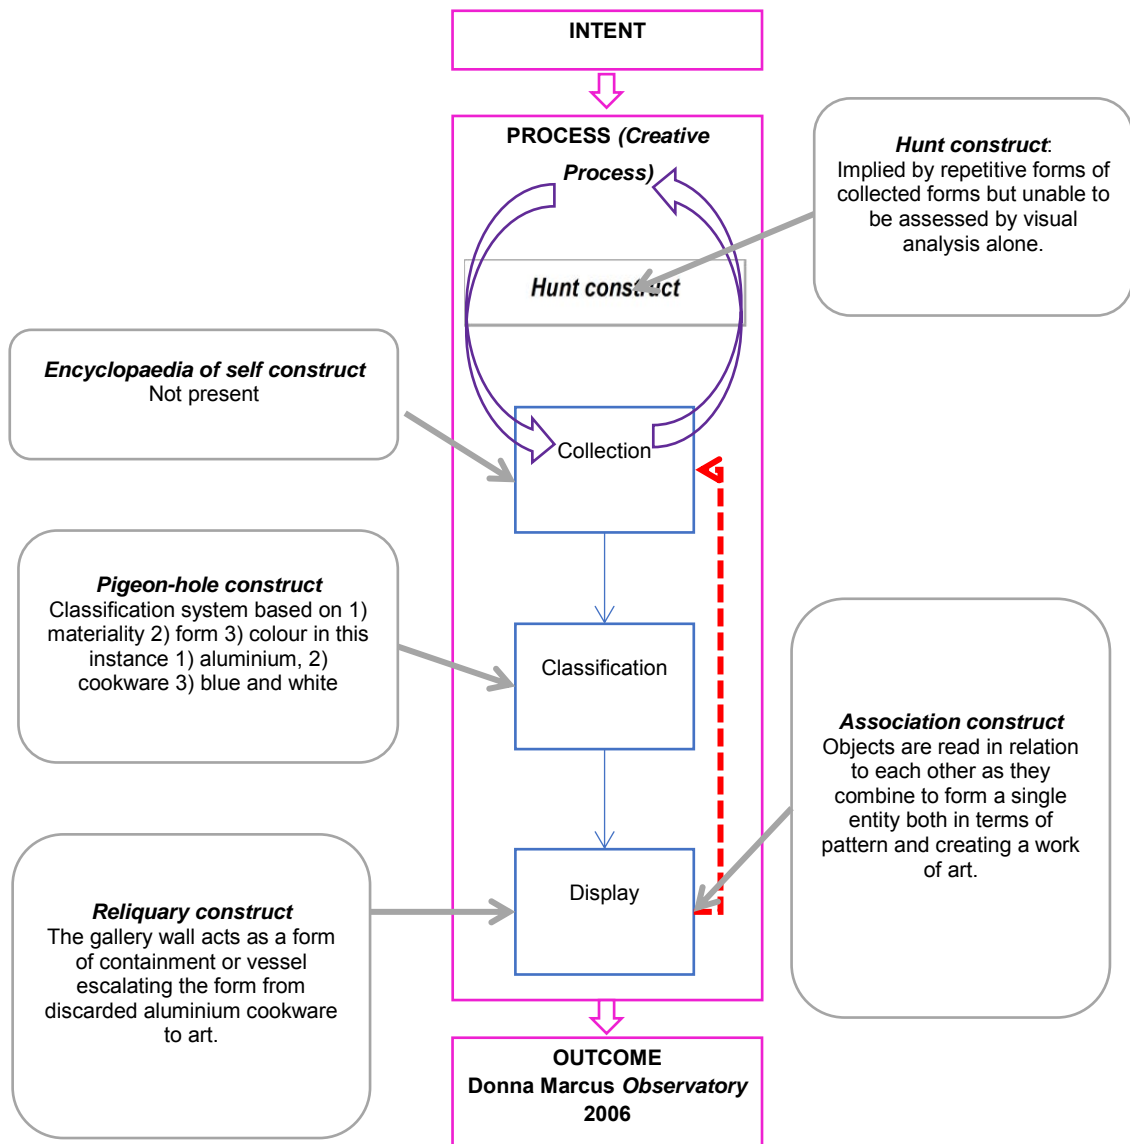 INTENT
PROCESS (Creative
Process)
Hunt construct:
Implied by repetitive forms of
collected forms but unable to
be assessed by visual
analysis alone.
Hunt construct
Encyclopaedia of self construct
Not present
Collection
Pigeon-hole construct
Classification system based on 1)
materiality 2) form 3) colour in this
instance 1) aluminium, 2)
cookware 3) blue and white
Classification
Association construct
Objects are read in relation
to each other as they
combine to form a single
entity both in terms of
pattern and creating a work
of art.
Display
Reliquary construct
The gallery wall acts as a form
of containment or vessel
escalating the form from
discarded aluminium cookware
to art.
OUTCOME
Donna Marcus Observatory
2006